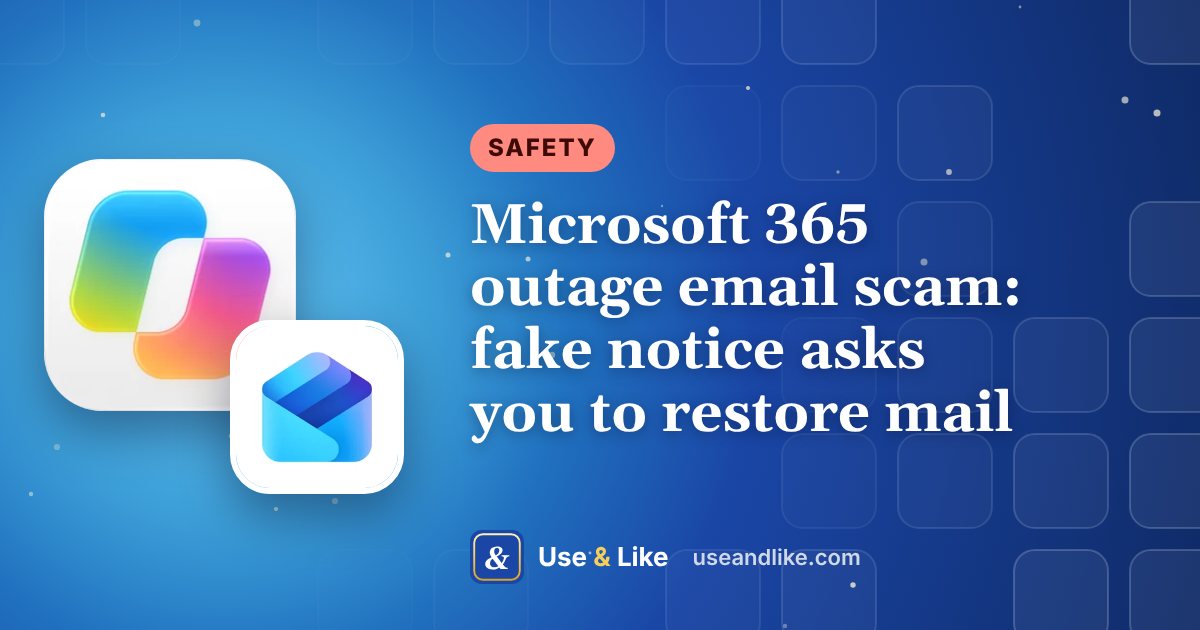 SAFETY
Microsoft 365
outage email scam:
fake notice asks
you to restore mail
& Use & Like useandlike.com